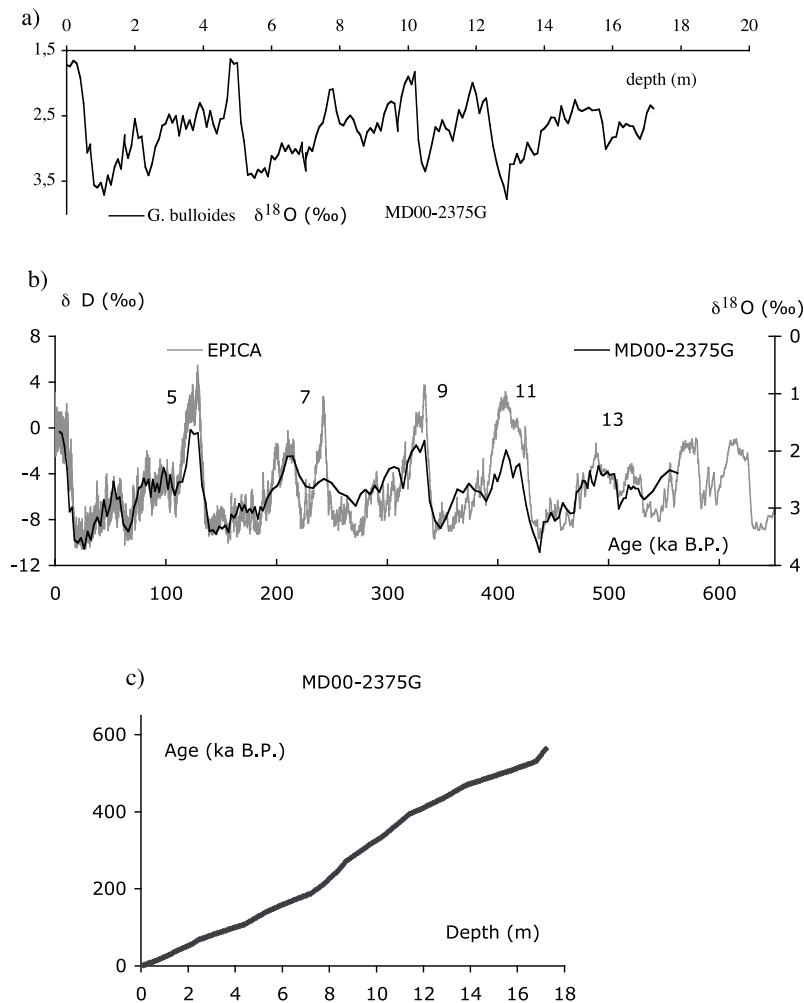 a)
0 2 4 6 8 10 12 14 16 18 20
1,5
2,5
3,5
depth (m)
G. bulloides δ18O (‰) MD00-2375G
b)
δ D (‰)
δ18O (‰)
8 0
EPICA MD00-2375G
4 1
5 7 9 11
0 13 2
-4
-8 3
Age (ka B.P.)
-12 4
0 100 200 300 400 500 600
c) MD00-2375G
600
Age (ka B.P.)
400
200
Depth (m)
0
0 2 4 6 8 10 12 14 16 18